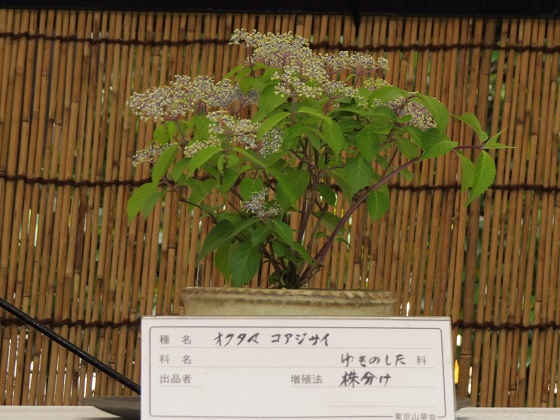 種名 オクタマ コアジサイ
科名 ゆきのした 科
出品者 増殖法 株分け
東京山草会